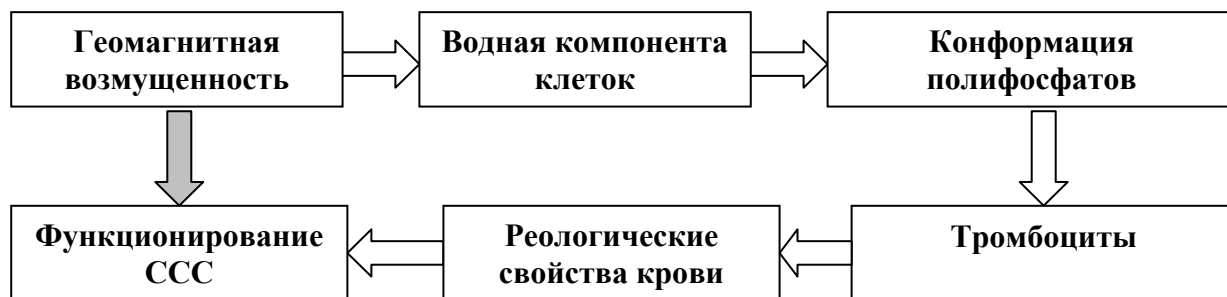 Геомагнитная
возмущенность
Водная компонента
клеток
Конформация
полифосфатов
Функционирование
ССС
Реологические
свойства крови
Тромбоциты